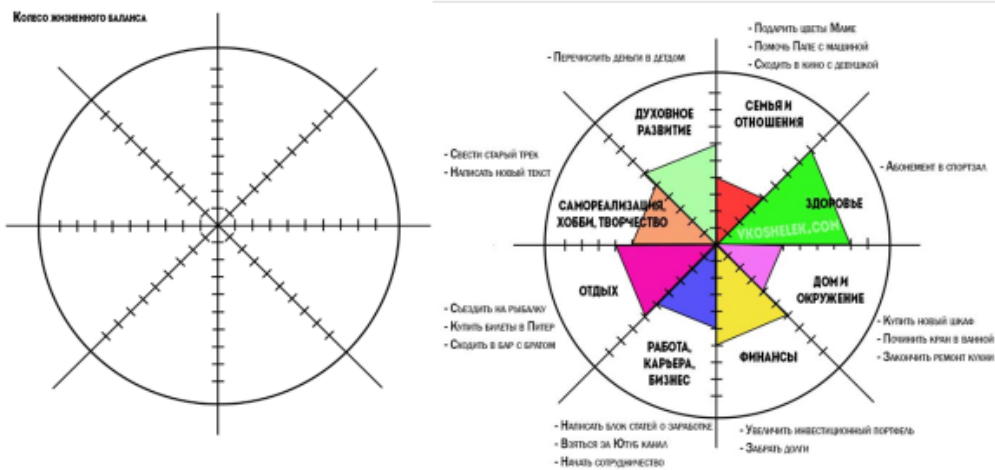 Колесо жизненного баланса
- Подарить цветы Маме
- Помочь Папе с машиной
- Сходить в кино с девушкой
- Перечислить деньги в детдом
ДУХОВНОЕ
РАЗВИТИЕ
СЕМЬЯ И
ОТНОШЕНИЯ
- Свести старый трек
- Написать новый текст
- Абонемент в спортзал
САМОРЕАЛИЗАЦИЯ,
ХОББИ, ТВОРЧЕСТВО
ЗДОРОВЬЕ
VKOSHELEK.COM
ОТДЫХ
ДОМ И
ОКРУЖЕНИЕ
- Съездить на рыбалку
- Купить билеты в Питер
- Сходить в бар с братом
- Купить новый шкаф
- Починить кран в ванной
- Закончить ремонт кухни
РАБОТА,
КАРЬЕРА,
БИЗНЕС
ФИНАНСЫ
- Написать блок статей о заработке
- Взяться за Ютуб канал
- Начать сотрудничество
- Увеличить инвестиционный портфель
- Забрать долги